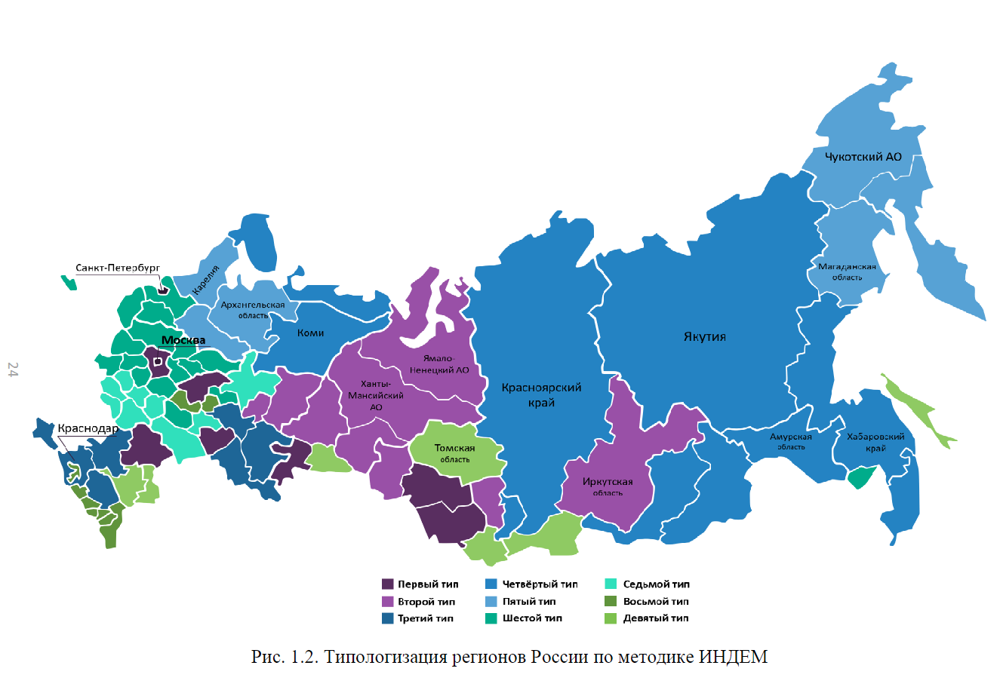 Чукотский АО
Санкт-Петербург
Карелия
Магаданская
область
Архангельская
область
Коми
Якутия
Москва
Ямало-
Ненецкий АО
Ханты-
Мансийский
АО
Красноярский
край
24
Краснодар
Томская
область
Амурская
область
Хабаровский
край
Иркутская
область
Первый тип
Четвёртый тип
Седьмой тип
Второй тип
Пятый тип
Восьмой тип
Третий тип
Шестой тип
Девятый тип
Рис. 1.2. Типологизация регионов России по методике ИНДЕМ